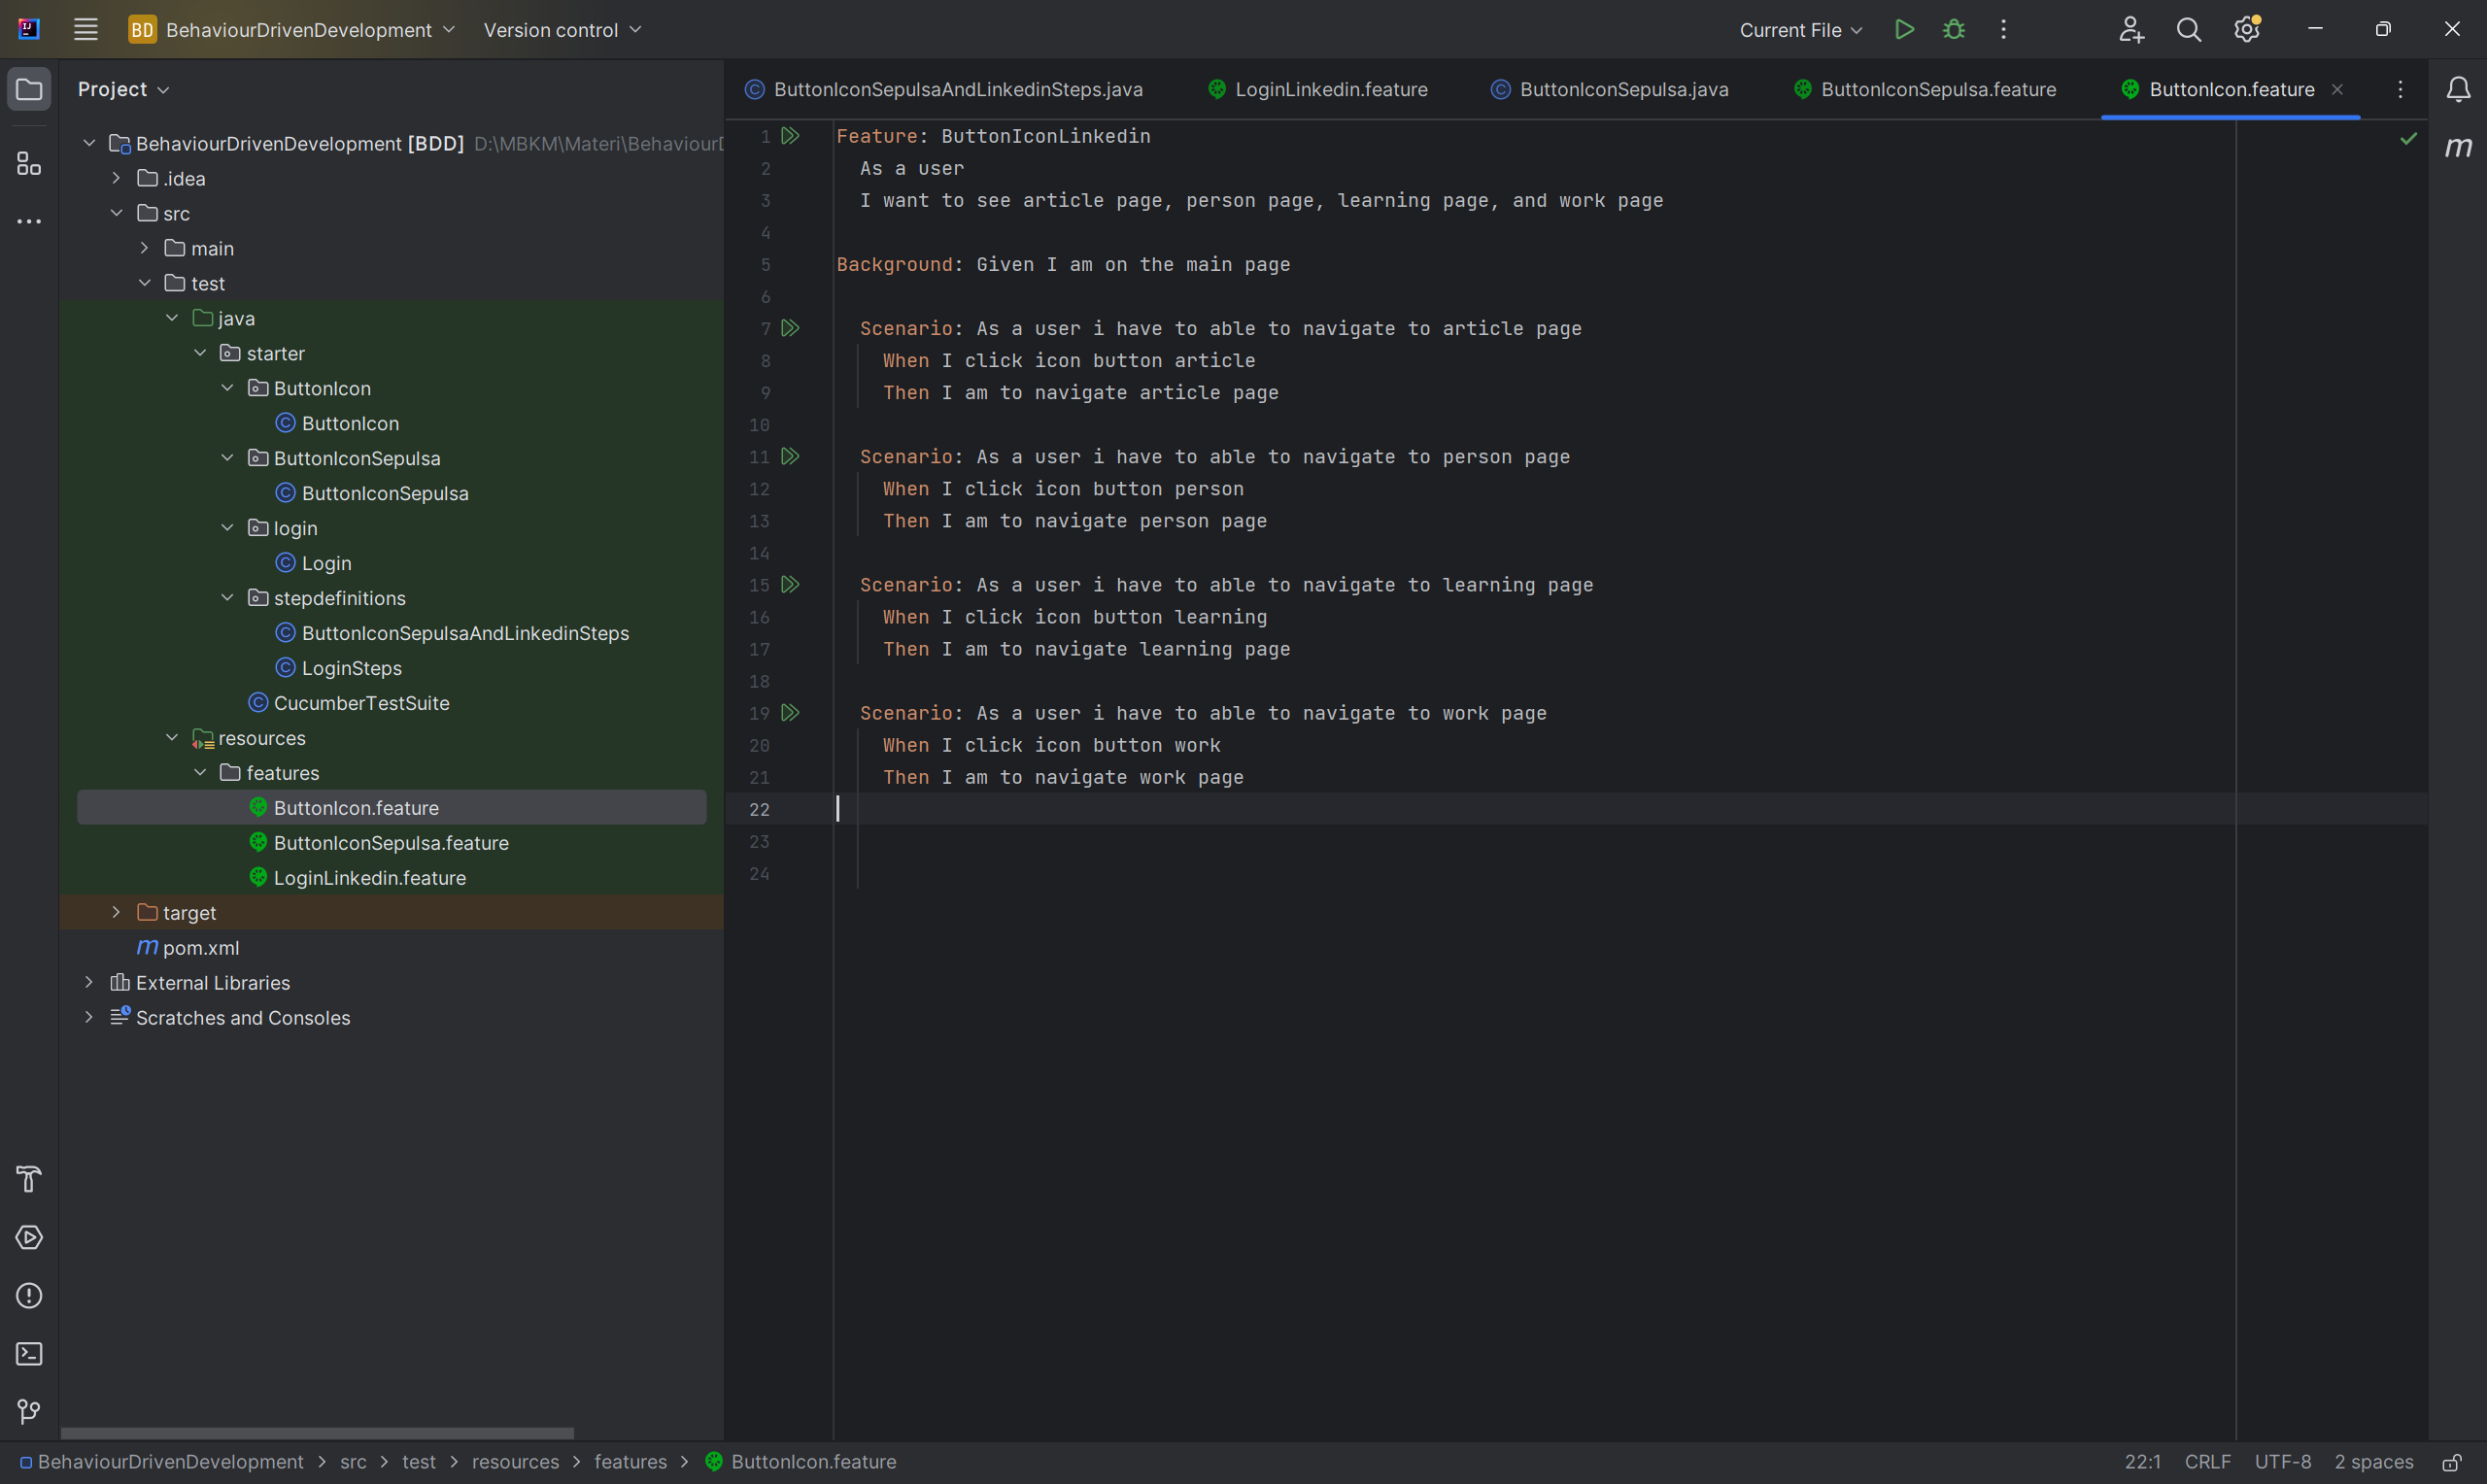 BD BehaviourDrivenDevelopment Version control Current File
Project
BehaviourDrivenDevelopment [BDD] D:\MBKM\Materi\Behaviour
.idea
src
main
test
java
starter
ButtonIcon
ButtonIcon
ButtonIconSepulsa
ButtonIconSepulsa
login
Login
stepdefinitions
ButtonIconSepulsaAndLinkedinSteps
LoginSteps
CucumberTestSuite
resources
features
ButtonIcon.feature
ButtonIconSepulsa.feature
LoginLinkedin.feature
target
pom.xml
External Libraries
Scratches and Consoles
ButtonIconSepulsaAndLinkedinSteps.java LoginLinkedin.feature ButtonIconSepulsa.java ButtonIconSepulsa.feature ButtonIcon.feature
1 Feature: ButtonIconLinkedin
2 As a user
3 I want to see article page, person page, learning page, and work page
4
5 Background: Given I am on the main page
6
7 Scenario: As a user i have to able to navigate to article page
8 When I click icon button article
9 Then I am to navigate article page
10
11 Scenario: As a user i have to able to navigate to person page
12 When I click icon button person
13 Then I am to navigate person page
14
15 Scenario: As a user i have to able to navigate to learning page
16 When I click icon button learning
17 Then I am to navigate learning page
18
19 Scenario: As a user i have to able to navigate to work page
20 When I click icon button work
21 Then I am to navigate work page
22
23
24
BehaviourDrivenDevelopment > src > test > resources > features > ButtonIcon.feature 22:1 CRLF UTF-8 2 spaces